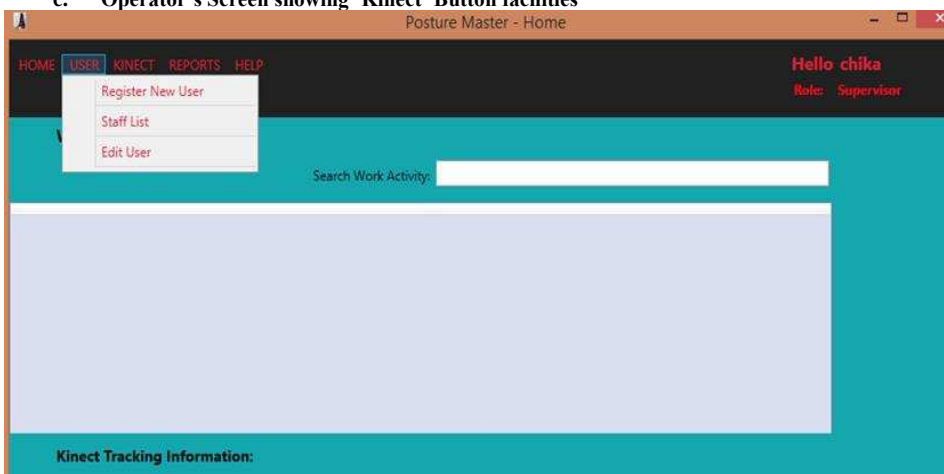 c. Operator's Screen showing 'Kinect' Button facilities
Posture Master - Home
HOME USER KINECT REPORTS HELP
Hello chika
Role: Supervisor
Register New User
Staff List
Edit User
Search Work Activity:
Kinect Tracking Information: